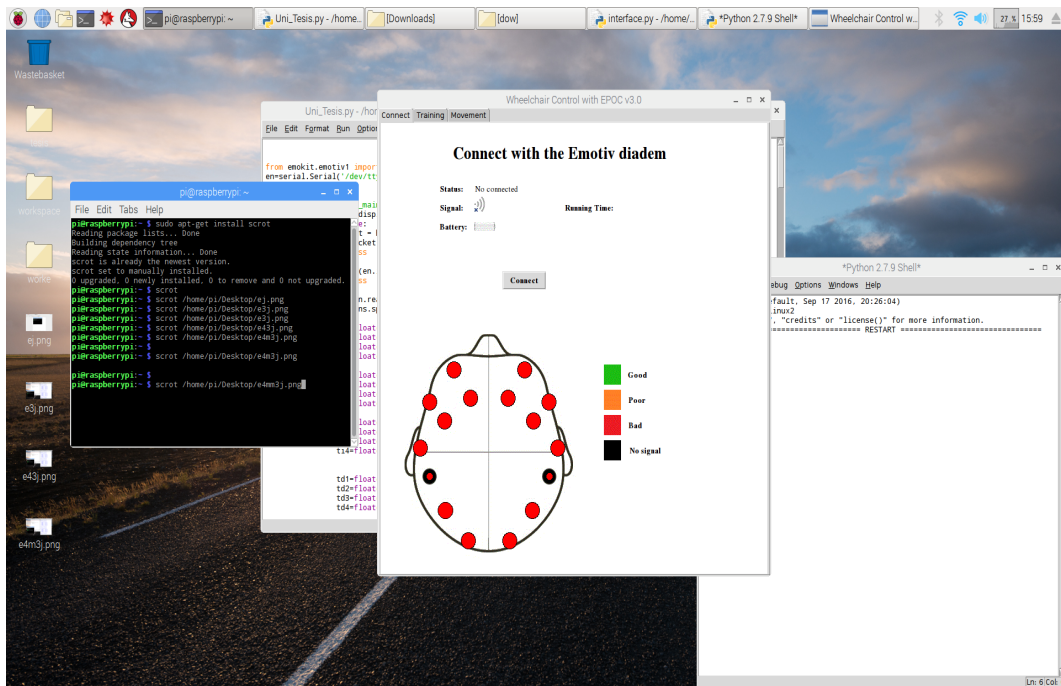 pi@raspberrypi: ~
Uni_Tesis.py - /home..
[Downloads]
[dow]
interface.py - /home/..
*Python 2.7.9 Shell*
Wheelchair Control w..
27 %
15:59
Wastebasket
workspace
ej.png
e3j.png
e43j.png
e4m3j.png
Uni_Tesis.py - /hom
File Edit Format Run Option
from emokit.emotiv1 impor
en=serial.Serial('/dev/tt
ti4=float
td1=float
td2=float
td3=float
td4=float
pi@raspberrypi: ~
File Edit Tabs Help
pi@raspberrypi:~ $ sudo apt-get install scrot
Reading package lists... Done
Building dependency tree
Reading state information... Done
scrot is already the newest version.
scrot set to manually installed.
0 upgraded, 0 newly installed, 0 to remove and 0 not upgraded.
pi@raspberrypi:~ $ scrot
pi@raspberrypi:~ $ scrot /home/pi/Desktop/ej.png
pi@raspberrypi:~ $ scrot /home/pi/Desktop/e3j.png
pi@raspberrypi:~ $ scrot /home/pi/Desktop/e3j.png
pi@raspberrypi:~ $ scrot /home/pi/Desktop/e43j.png
pi@raspberrypi:~ $ scrot /home/pi/Desktop/e4m3j.png
pi@raspberrypi:~ $
pi@raspberrypi:~ $ scrot /home/pi/Desktop/e4m3j.png
pi@raspberrypi:~ $
pi@raspberrypi:~ $ scrot /home/pi/Desktop/e4mm3j.png
Wheelchair Control with EPOC v3.0
Connect Training Movement
Connect with the Emotiv diadem
Status: No connected
Signal:
Running Time:
Battery:
Connect
Good
Poor
Bad
No signal
*Python 2.7.9 Shell*
ebug Options Windows Help
efault, Sep 17 2016, 20:26:04)
inux2
", "credits" or "license()" for more information.
===================== RESTART ================================
Ln: 6 Col: